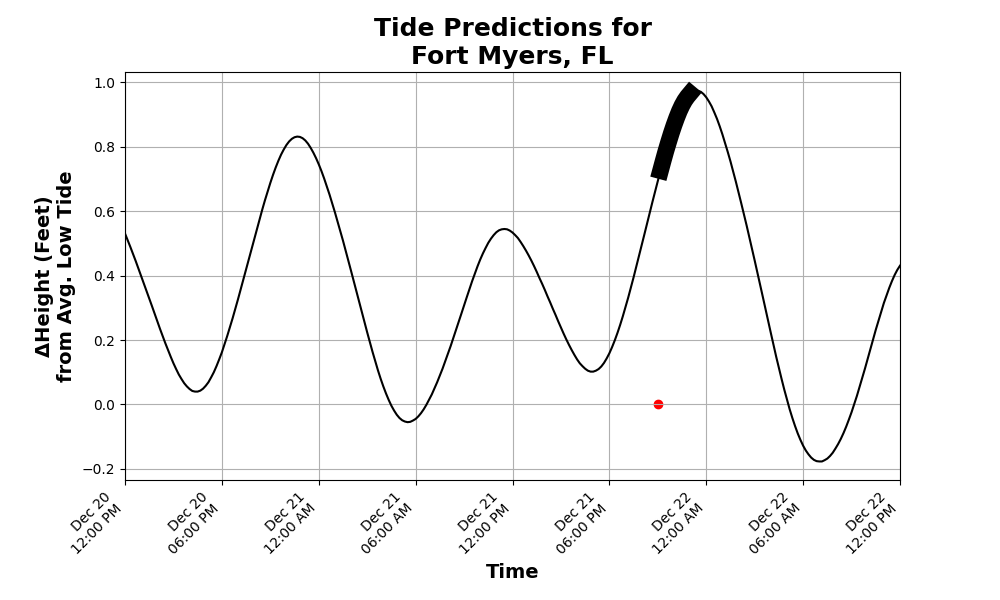 Tide Predictions for
Fort Myers, FL
ΔHeight (Feet)
from Avg. Low Tide
1.0
0.8
0.6
0.4
0.2
0.0
−0.2
Dec 20
12:00 PM
Dec 20
06:00 PM
Dec 21
12:00 AM
Dec 21
06:00 AM
Dec 21
12:00 PM
Dec 21
06:00 PM
Dec 22
12:00 AM
Dec 22
06:00 AM
Dec 22
12:00 PM
Time